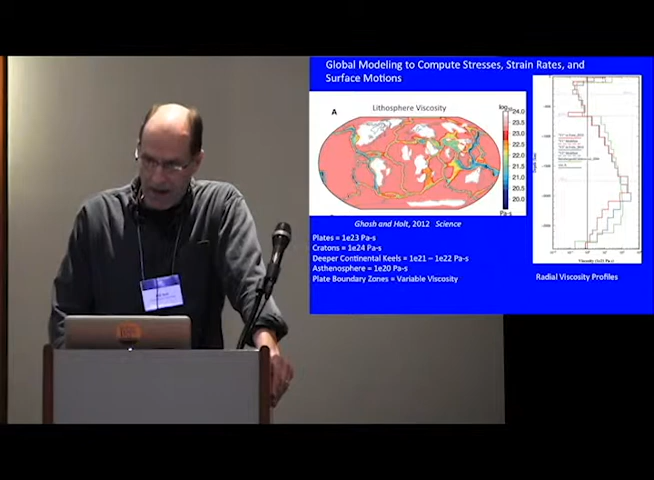 Global Modeling to Compute Stresses, Strain Rates, and
Surface Motions
A
Lithosphere Viscosity
24.0
23.5
23.0
22.5
22.0
21.5
21.0
20.5
20.0
Pa-s
Ghosh and Holt, 2012 Science
Plates = 1e23 Pa-s
Cratons = 1e24 Pa-s
Deeper Continental Keels = 1e21 – 1e22 Pa-s
Asthenosphere = 1e20 Pa-s
Plate Boundary Zones = Variable Viscosity
Radial Viscosity Profiles